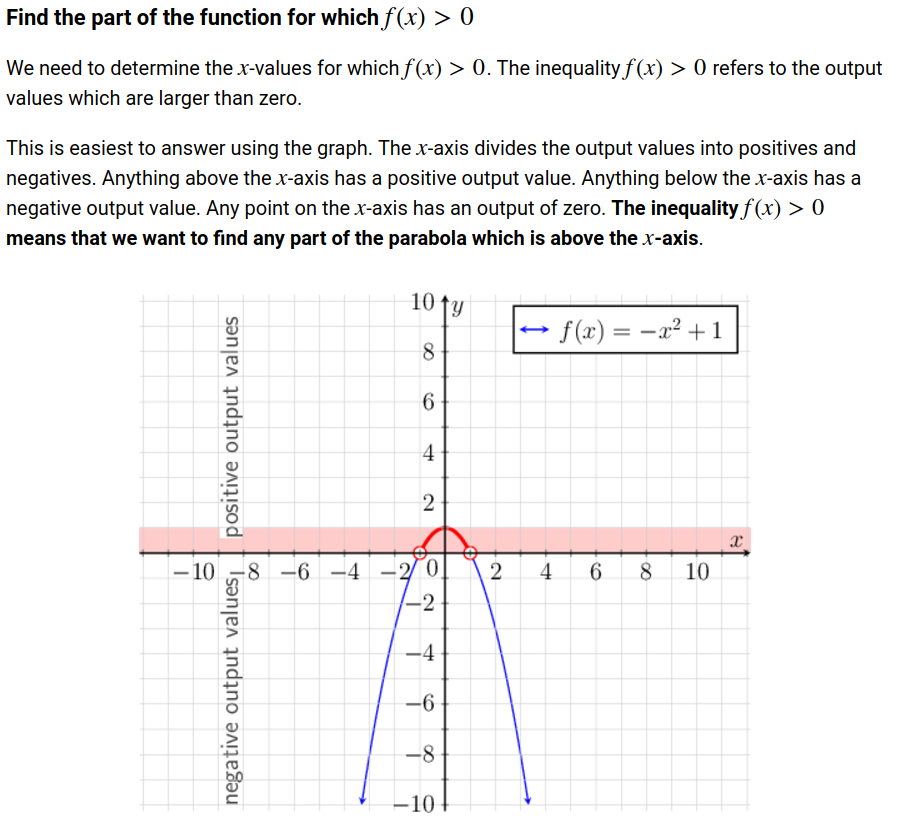 Find the part of the function for which f(x) > 0
We need to determine the x-values for which f(x) > 0. The inequality f(x) > 0 refers to the output
values which are larger than zero.
This is easiest to answer using the graph. The x-axis divides the output values into positives and
negatives. Anything above the x-axis has a positive output value. Anything below the x-axis has a
negative output value. Any point on the x-axis has an output of zero. The inequality f(x) > 0
means that we want to find any part of the parabola which is above the x-axis.
10 y
f(x) = −x² + 1
8
6
4
2
positive output values
x
−10 −8 −6 −4 −2 0 2 4 6 8 10
negative output values
−2
−4
−6
−8
−10